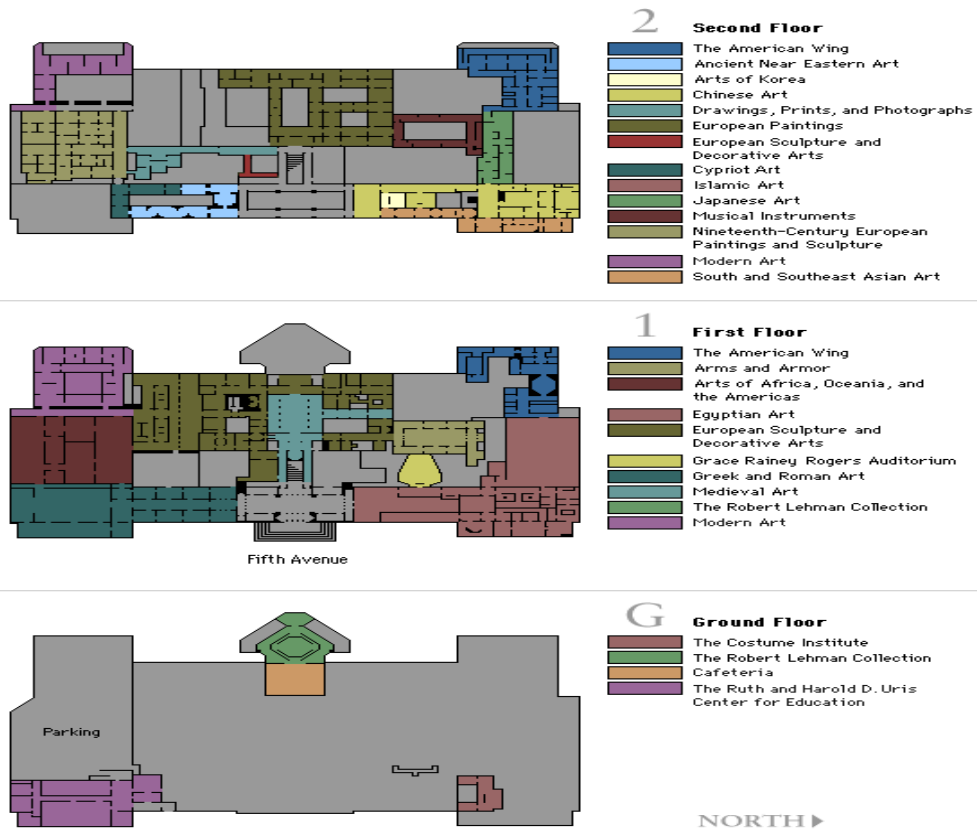 2 Second Floor
The American Wing
Ancient Near Eastern Art
Arts of Korea
Chinese Art
Drawings, Prints, and Photographs
European Paintings
European Sculpture and
Decorative Arts
Cypriot Art
Islamic Art
Japanese Art
Musical Instruments
Nineteenth-Century European
Paintings and Sculpture
Modern Art
South and Southeast Asian Art
1 First Floor
The American Wing
Arms and Armor
Arts of Africa, Oceania, and
the Americas
Egyptian Art
European Sculpture and
Decorative Arts
Grace Rainey Rogers Auditorium
Greek and Roman Art
Medieval Art
The Robert Lehman Collection
Modern Art
Fifth Avenue
G Ground Floor
The Costume Institute
The Robert Lehman Collection
Cafeteria
The Ruth and Harold D. Uris
Center for Education
Parking
NORTH